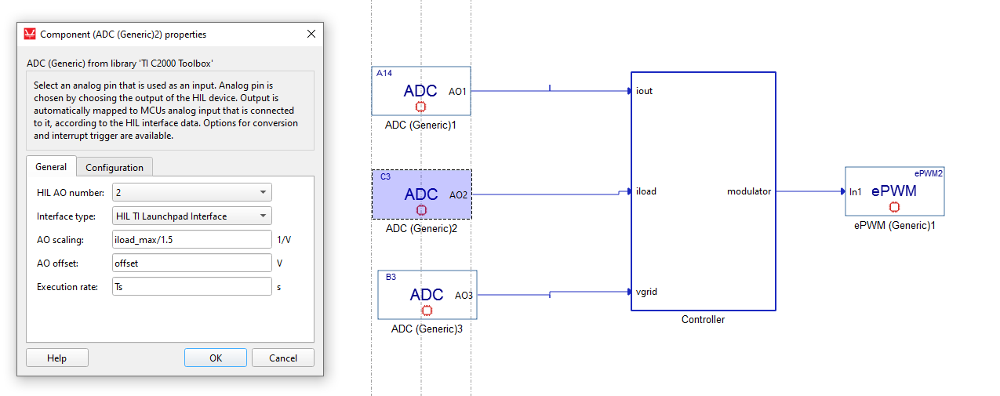 Component (ADC (Generic)2) properties
ADC (Generic) from library 'TI C2000 Toolbox'
Select an analog pin that is used as an input. Analog pin is
chosen by choosing the output of the HIL device. Output is
automatically mapped to MCUs analog input that is connected
to it, according to the HIL interface data. Options for conversion
and interrupt trigger are available.
General
Configuration
HIL AO number: 2
Interface type: HIL TI Launchpad Interface
AO scaling: iload_max/1.5 1/V
AO offset: offset V
Execution rate: Ts s
Help
OK
Cancel
A14
ADC AO1
ADC (Generic)1
C3
ADC AO2
ADC (Generic)2
B3
ADC AO3
ADC (Generic)3
iout
iload
modulator
vgrid
Controller
ePWM2
In1 ePWM
ePWM (Generic)1